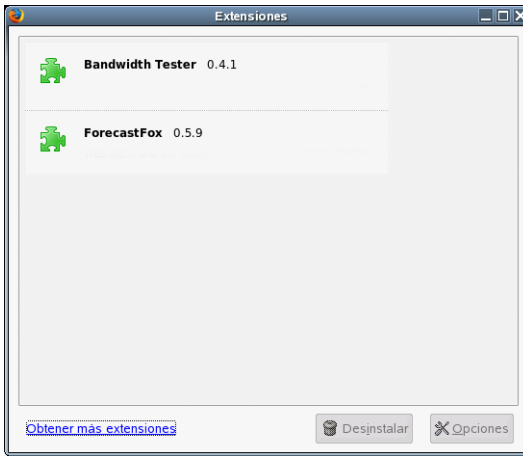 Extensiones
Bandwidth Tester 0.4.1
ForecastFox 0.5.9
Obtener más extensiones
Desinstalar
Opciones